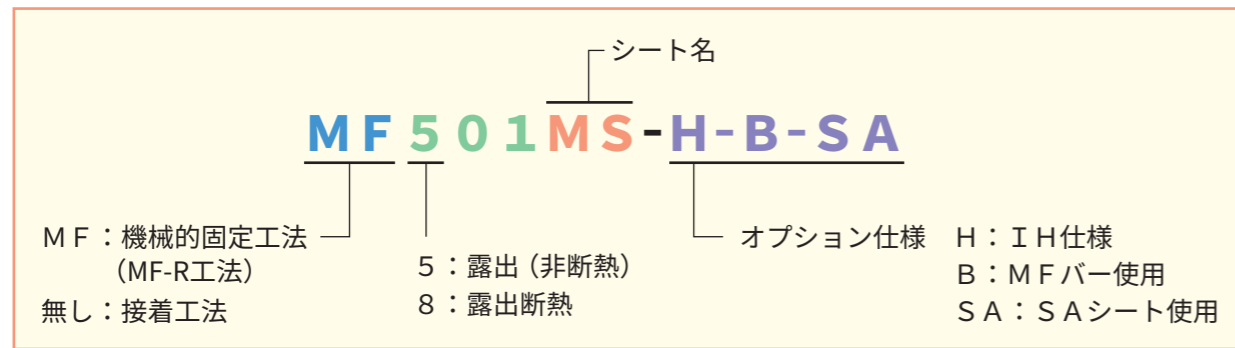 シート名
MF501MS-H-B-SA
MF：機械的固定工法
（MF-R工法）
無し：接着工法
5：露出（非断熱）
8：露出断熱
オプション仕様
H：IH仕様
B：MFバー使用
SA：SAシート使用